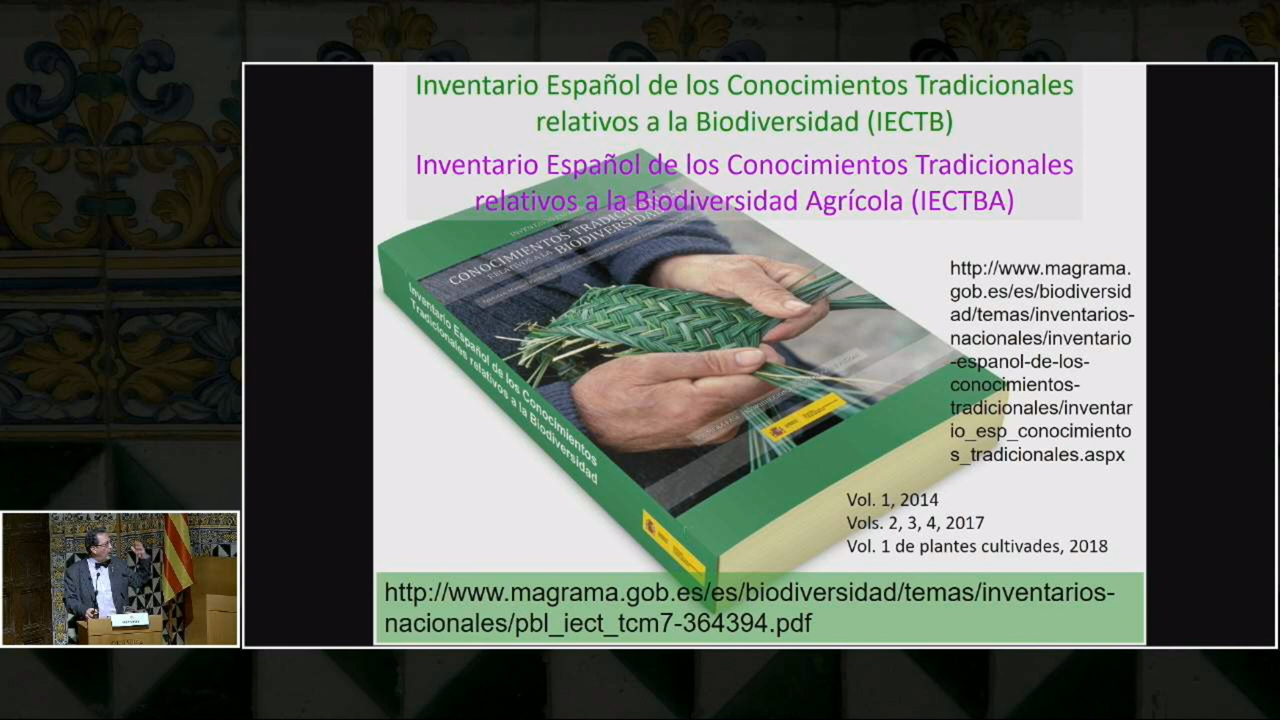 Inventario Español de los Conocimientos Tradicionales
relativos a la Biodiversidad (IECTB)
Inventario Español de los Conocimientos Tradicionales
relativos a la Biodiversidad Agrícola (IECTBA)
CONOCIMIENTOS TRADICIONALES
RELATIVOS A LA BIODIVERSIDAD
Inventario Español de los Conocimientos
Tradicionales relativos a la Biodiversidad
http://www.magrama.
gob.es/es/biodiversid
ad/temas/inventarios-
nacionales/inventario
-espanol-de-los-
conocimientos-
tradicionales/inventar
io_esp_conocimiento
s_tradicionales.aspx
Vol. 1, 2014
Vols. 2, 3, 4, 2017
Vol. 1 de plantes cultivades, 2018
http://www.magrama.gob.es/es/biodiversidad/temas/inventarios-
nacionales/pbl_iect_tcm7-364394.pdf